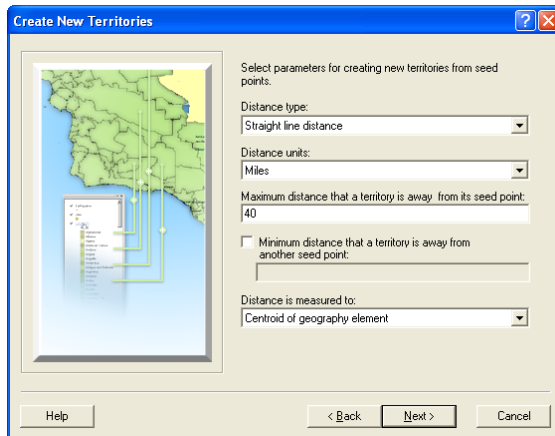 Create New Territories
Select parameters for creating new territories from seed
points.
Distance type:
Straight line distance
Distance units:
Miles
Maximum distance that a territory is away from its seed point:
40
Minimum distance that a territory is away from
another seed point:
Distance is measured to:
Centroid of geography element
Help
< Back
Next >
Cancel